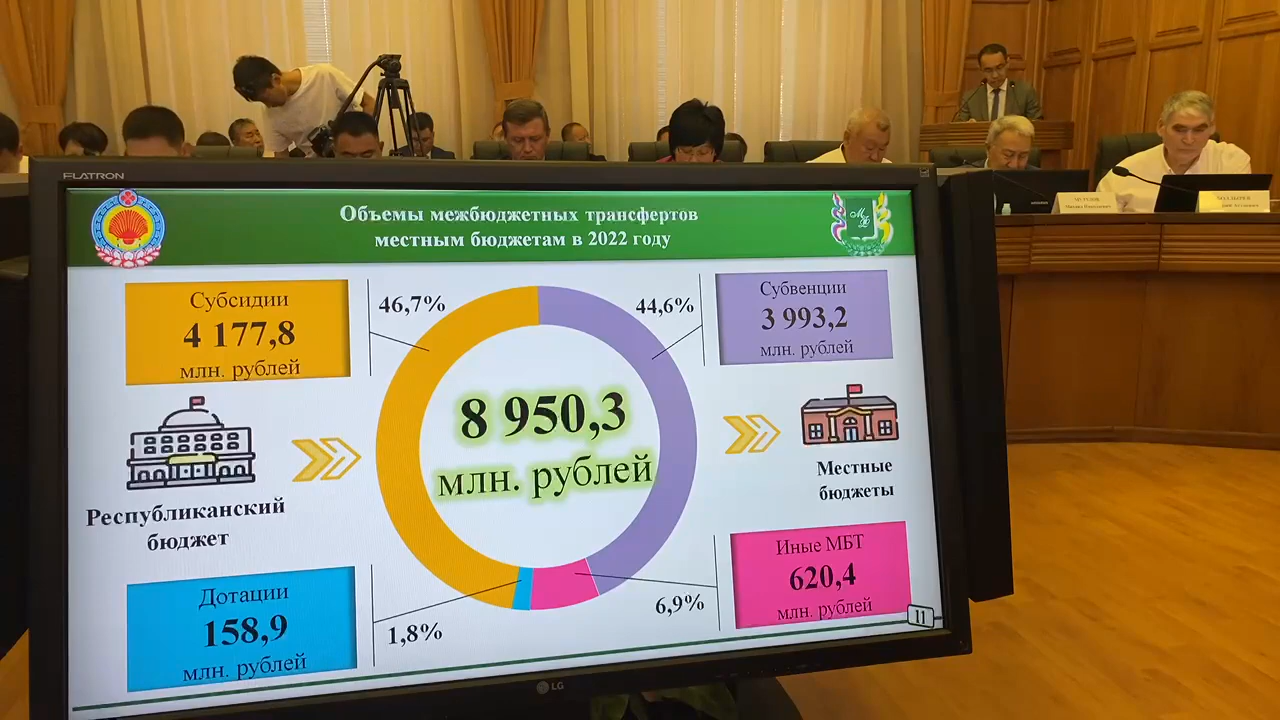 FLATRON
Объемы межбюджетных трансфертов
местным бюджетам в 2022 году
Субсидии
4 177,8
млн. рублей
46,7%
44,6%
Субвенции
3 993,2
млн. рублей
8 950,3
млн. рублей
Республиканский
бюджет
Местные
бюджеты
Дотации
158,9
млн. рублей
1,8%
6,9%
Иные МБТ
620,4
млн. рублей
11
LG